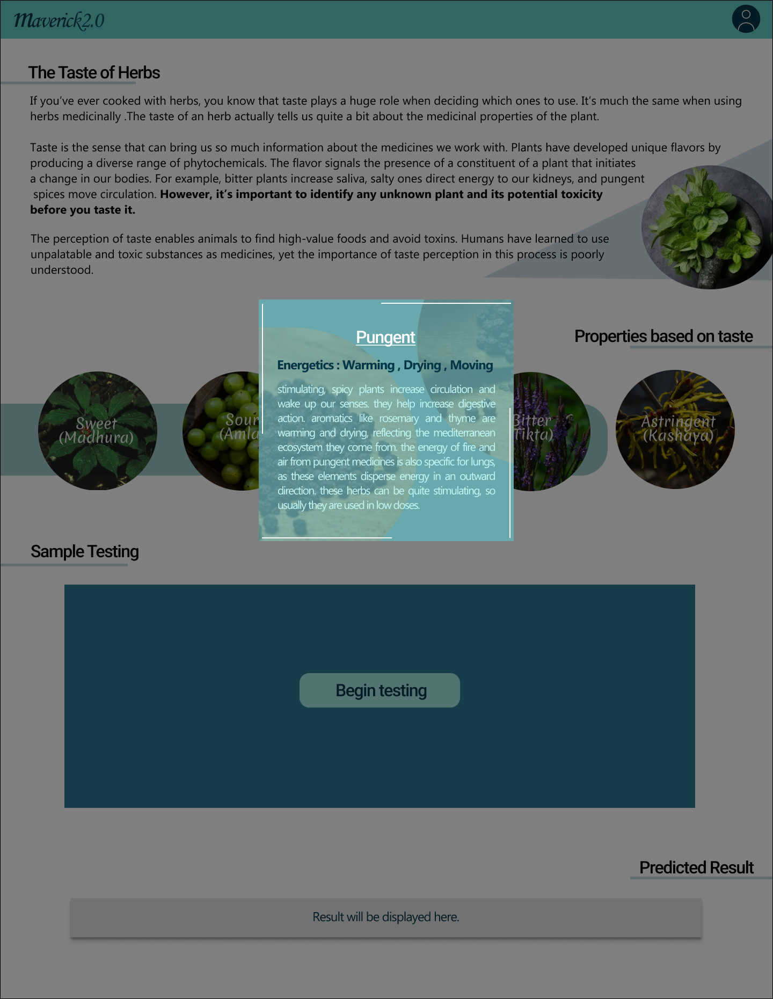 Maverick2.0
The Taste of Herbs
If you’ve ever cooked with herbs, you know that taste plays a huge role when deciding which ones to use. It’s much the same when using
herbs medicinally .The taste of an herb actually tells us quite a bit about the medicinal properties of the plant.
Taste is the sense that can bring us so much information about the medicines we work with. Plants have developed unique flavors by
producing a diverse range of phytochemicals. The flavor signals the presence of a constituent of a plant that initiates
a change in our bodies. For example, bitter plants increase saliva, salty ones direct energy to our kidneys, and pungent
spices move circulation. However, it’s important to identify any unknown plant and its potential toxicity
before you taste it.
The perception of taste enables animals to find high-value foods and avoid toxins. Humans have learned to use
unpalatable and toxic substances as medicines, yet the importance of taste perception in this process is poorly
understood.
Properties based on taste
Sweet
(Madhura)
Sour
(Amla
Pungent
Energetics : Warming , Drying , Moving
stimulating, spicy plants increase circulation and
wake up our senses. they help increase digestive
action. aromatics like rosemary and thyme are
warming and drying, reflecting the mediterranean
ecosystem they come from. the energy of fire and
air from pungent medicines is also specific for lungs,
as these elements disperse energy in an outward
direction. these herbs can be quite stimulating, so
usually they are used in low doses.
Bitter
Tikta)
Astringent
(Kashaya)
Sample Testing
Begin testing
Predicted Result
Result will be displayed here.